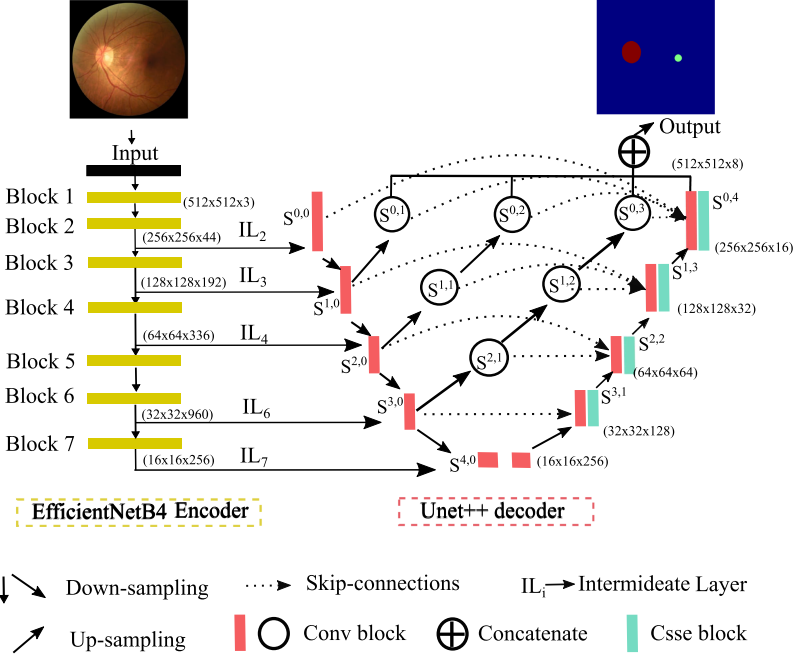 Output
Input
(512x512x8)
Block 1
(512x512x3)
S0,0
S0,1
S0,2
S0,3
S0,4
Block 2
(256x256x44)
IL2
(256x256x16)
Block 3
(128x128x192)
IL3
S1,0
S1,1
S1,2
S1,3
(128x128x32)
Block 4
(64x64x336)
IL4
S2,0
S2,1
S2,2
(64x64x64)
Block 5
Block 6
(32x32x960)
IL6
S3,0
S3,1
(32x32x128)
Block 7
(16x16x256)
IL7
S4,0
(16x16x256)
EfficientNetB4 Encoder
Unet++ decoder
Down-sampling
Skip-connections
ILi
Intermideate Layer
Up-sampling
Conv block
Concatenate
Csse block